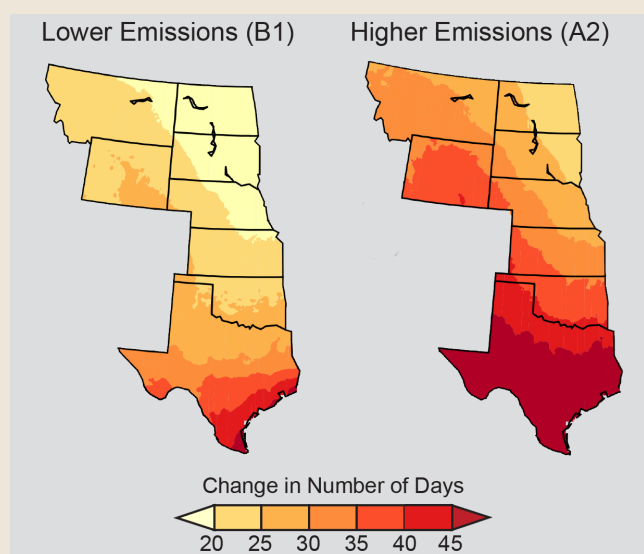 Lower Emissions (B1)
Higher Emissions (A2)
Change in Number of Days
20 25 30 35 40 45